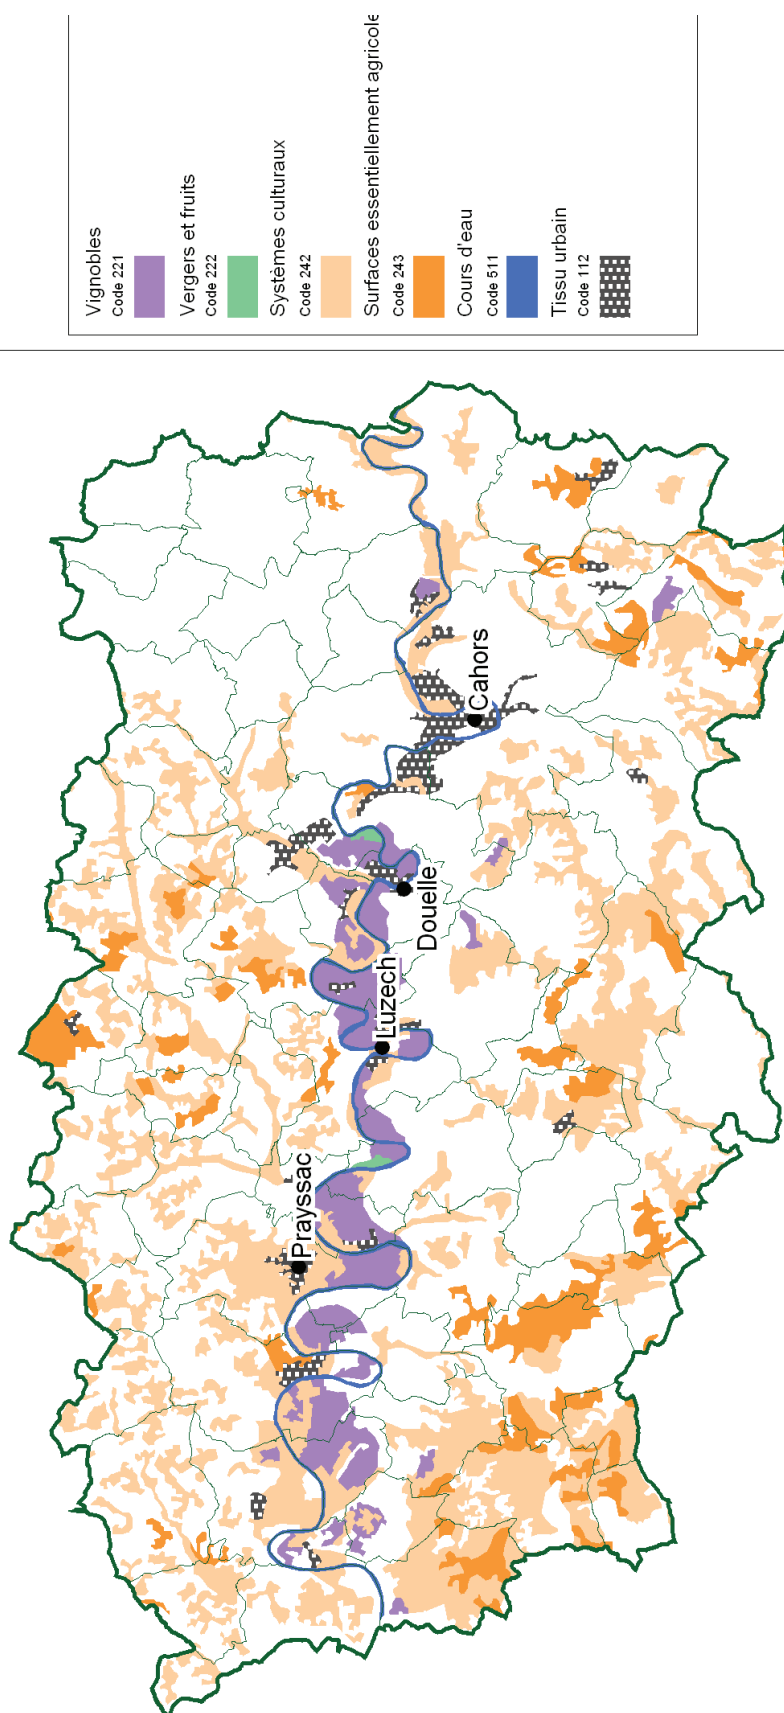 Vignobles
Code 221
Vergers et fruits
Code 222
Systèmes culturaux
Code 242
Surfaces essentiellement agricole
Code 243
Cours d'eau
Code 511
Tissu urbain
Code 112
Prayssac
Luzech
Douelle
Cahors